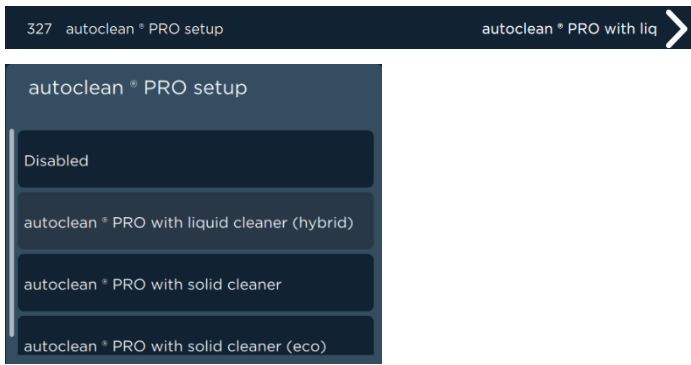 327 autoclean ® PRO setup autoclean ® PRO with liq
autoclean ® PRO setup
Disabled
autoclean ® PRO with liquid cleaner (hybrid)
autoclean ® PRO with solid cleaner
autoclean ® PRO with solid cleaner (eco)